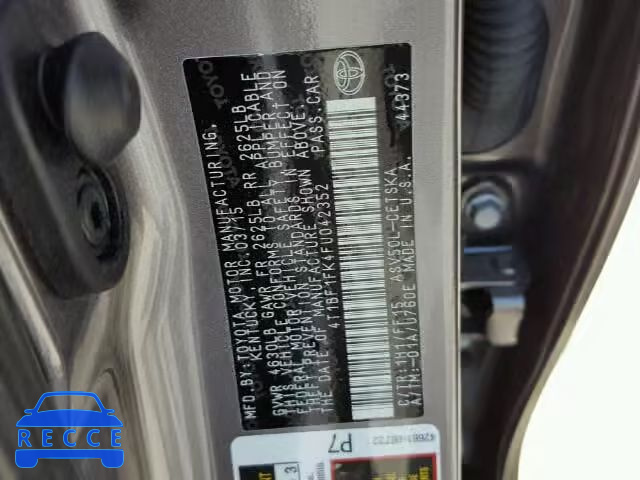 MFD.BY:TOYOTA MOTOR MANUFACTURING,
KENTUCKY, INC.03/15
GVWR 4630LB GAWR FR 2625LB RR 2625LB
THIS VEHICLE CONFORMS TO ALL APPLICABLE
FEDERAL MOTOR VEHICLE SAFETY, BUMPER, AND
THEFT PREVENTION STANDARDS IN EFFECT ON
THE DATE OF MANUFACTURE SHOWN ABOVE.
4T1BF1FK4FU042352 PASS.CAR
C/TR:1H1/FE15 ASV50L-CETSKA 44373
A/TM:-01A/U760E MADE IN U.S.A.
P7
RECCE